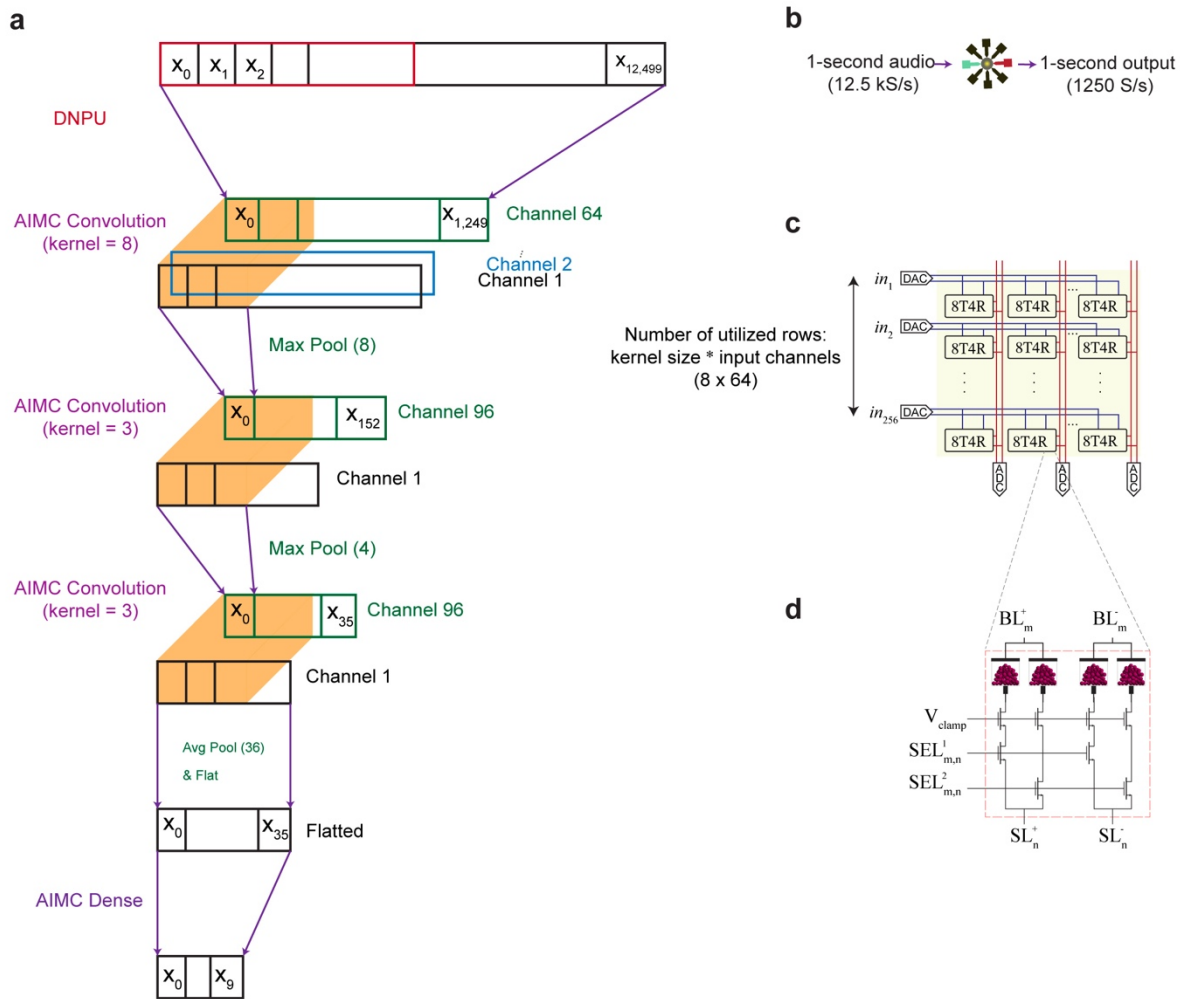 a
X0 X1 X2 X12,499
DNPU
AIMC Convolution
(kernel = 8)
X0 X1,249
Channel 64
Channel 2
Channel 1
Max Pool (8)
AIMC Convolution
(kernel = 3)
X0 X152
Channel 96
Channel 1
Max Pool (4)
AIMC Convolution
(kernel = 3)
X0 X35
Channel 96
Channel 1
Avg Pool (36)
& Flat
X0 X35
Flatted
AIMC Dense
X0 X9
b
1-second audio
(12.5 kS/s)
1-second output
(1250 S/s)
c
Number of utilized rows:
kernel size * input channels
(8 x 64)
in1 DAC
8T4R 8T4R ... 8T4R
in2 DAC
8T4R 8T4R 8T4R
in256 DAC
8T4R 8T4R ... 8T4R
ADC ADC ADC
d
BL+m BL-m
Vclamp
SEL1m,n
SEL2m,n
SL+n SL-n